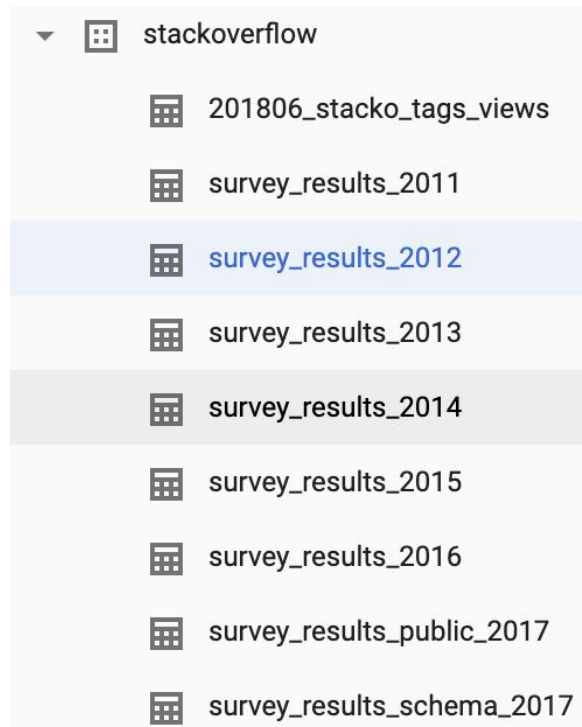 stackoverflow
201806_stacko_tags_views
survey_results_2011
survey_results_2012
survey_results_2013
survey_results_2014
survey_results_2015
survey_results_2016
survey_results_public_2017
survey_results_schema_2017